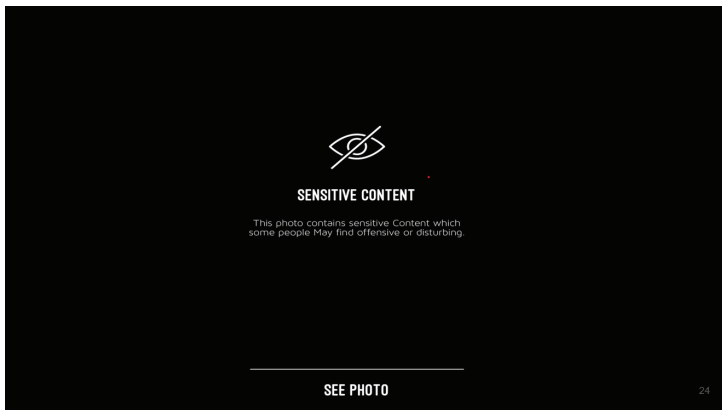 SENSITIVE CONTENT
This photo contains sensitive Content which
some people May find offensive or disturbing.
SEE PHOTO
24